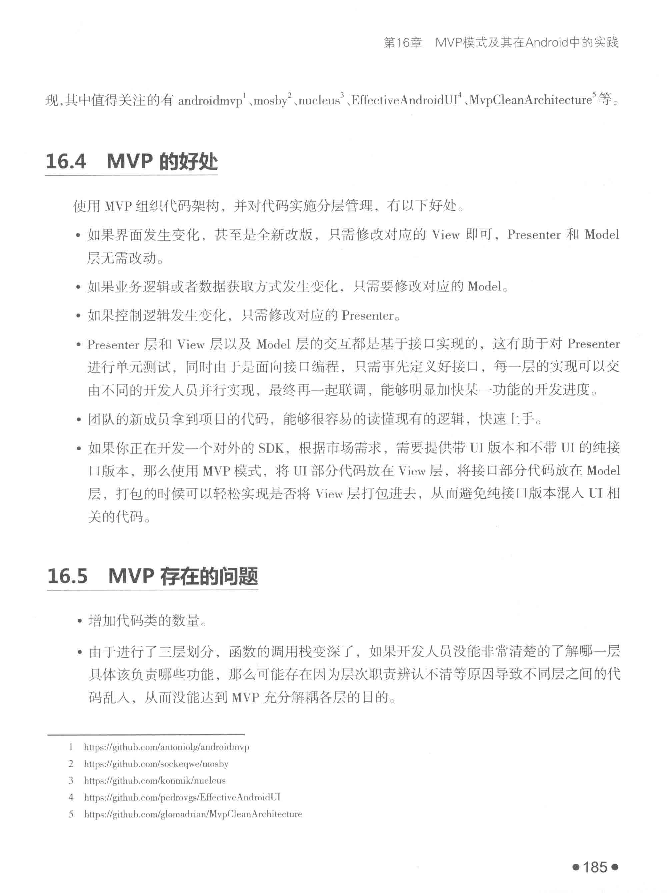 第16章 MVP模式及其在Android中的实践
现,其中值得关注的有 androidmvp1、mosby2、nucleus3、EffectiveAndroidUI4、MvpCleanArchitecture5 等。
16.4 MVP 的好处
使用 MVP 组织代码架构，并对代码实施分层管理，有以下好处。
• 如果界面发生变化，甚至是全新改版，只需修改对应的 View 即可，Presenter 和 Model
层无需改动。
• 如果业务逻辑或者数据获取方式发生变化，只需要修改对应的 Model。
• 如果控制逻辑发生变化，只需修改对应的 Presenter。
• Presenter 层和 View 层以及 Model 层的交互都是基于接口实现的，这有助于对 Presenter
进行单元测试，同时由于是面向接口编程，只需事先定义好接口，每一层的实现可以交
由不同的开发人员并行实现，最终再一起联调，能够明显加快某一功能的开发进度。
• 团队的新成员拿到项目的代码，能够很容易的读懂现有的逻辑，快速上手。
• 如果你正在开发一个对外的 SDK，根据市场需求，需要提供带 UI 版本和不带 UI 的纯接
口版本，那么使用 MVP 模式，将 UI 部分代码放在 View 层，将接口部分代码放在 Model
层，打包的时候可以轻松实现是否将 View 层打包进去，从而避免纯接口版本混入 UI 相
关的代码。
16.5 MVP 存在的问题
• 增加代码类的数量。
• 由于进行了三层划分，函数的调用栈变深了，如果开发人员没能非常清楚的了解哪一层
具体该负责哪些功能，那么可能存在因为层次职责辨认不清等原因导致不同层之间的代
码乱入，从而没能达到 MVP 充分解耦各层的目的。
1 https://github.com/antoniolg/androidmvp
2 https://github.com/sockeqwe/mosby
3 https://github.com/konmik/nucleus
4 https://github.com/pedrovgs/EffectiveAndroidUI
5 https://github.com/glomadrian/MvpCleanArchitecture
•185•